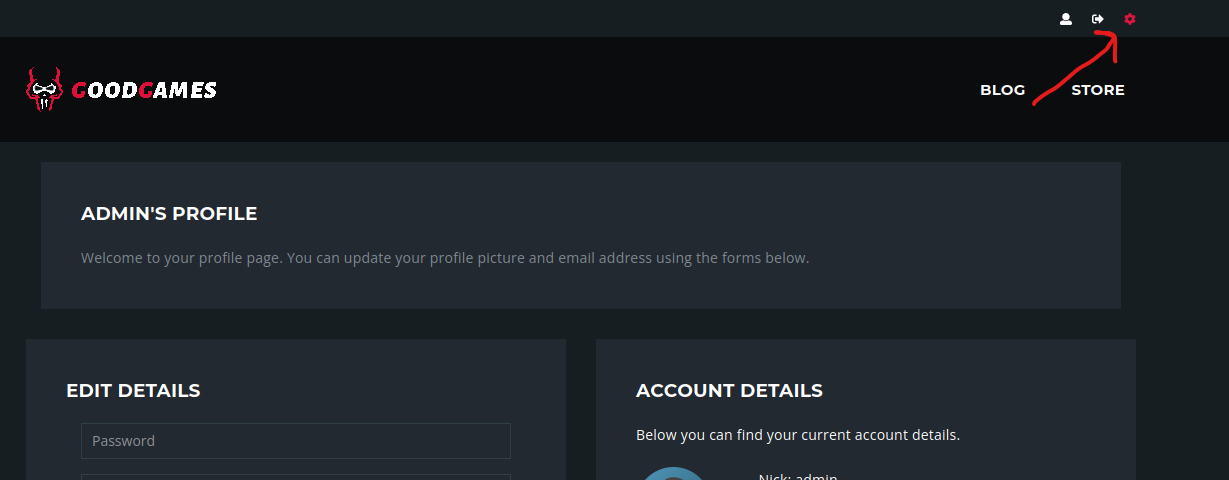 GOODGAMES
BLOG STORE
ADMIN'S PROFILE
Welcome to your profile page. You can update your profile picture and email address using the forms below.
EDIT DETAILS
Password
ACCOUNT DETAILS
Below you can find your current account details.
Nick: admin